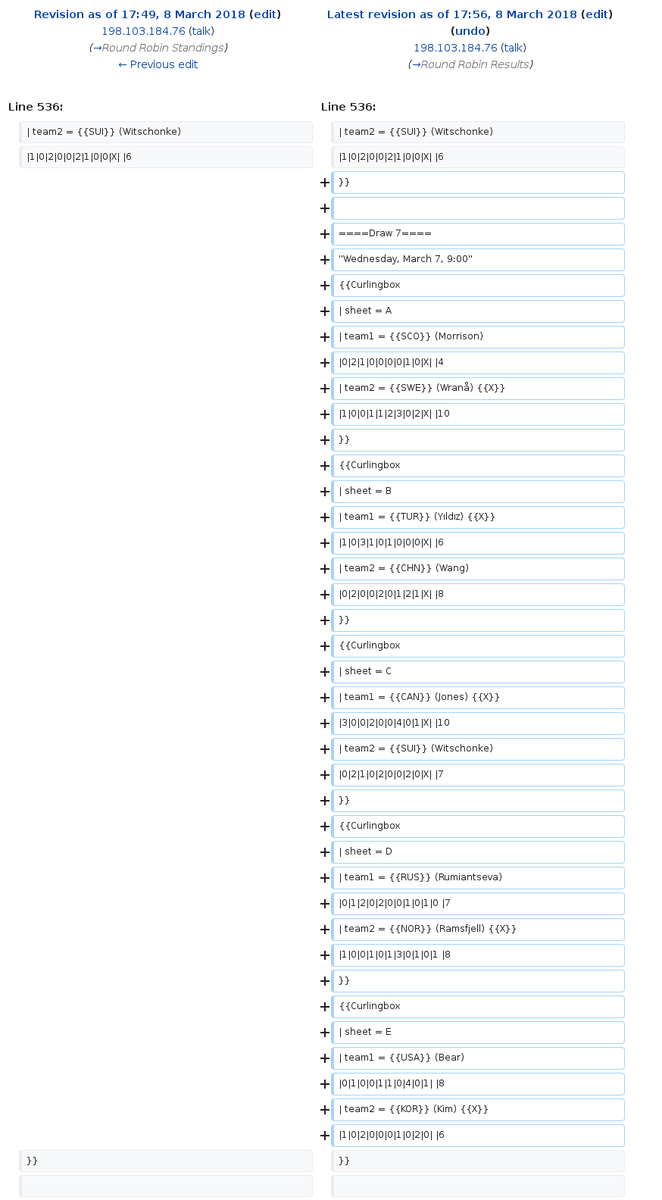 Revision as of 17:49, 8 March 2018 (edit)
198.103.184.76 (talk)
(→Round Robin Standings)
← Previous edit
Latest revision as of 17:56, 8 March 2018 (edit)
(undo)
198.103.184.76 (talk)
(→Round Robin Results)
Line 536:
Line 536:
| team2 = {{SUI}} (Witschonke)
| team2 = {{SUI}} (Witschonke)
|1|0|2|0|0|2|1|0|0|X| |6
|1|0|2|0|0|2|1|0|0|X| |6
+ }}
+
+ ====Draw 7====
+ ''Wednesday, March 7, 9:00''
+ {{Curlingbox
+ | sheet = A
+ | team1 = {{SCO}} (Morrison)
+ |0|2|1|0|0|0|0|1|0|X| |4
+ | team2 = {{SWE}} (Wranå) {{X}}
+ |1|0|0|1|1|2|3|0|2|X| |10
+ }}
+ {{Curlingbox
+ | sheet = B
+ | team1 = {{TUR}} (Yıldız) {{X}}
+ |1|0|3|1|0|1|0|0|0|X| |6
+ | team2 = {{CHN}} (Wang)
+ |0|2|0|0|2|0|1|2|1|X| |8
+ }}
+ {{Curlingbox
+ | sheet = C
+ | team1 = {{CAN}} (Jones) {{X}}
+ |3|0|0|2|0|0|4|0|1|X| |10
+ | team2 = {{SUI}} (Witschonke)
+ |0|2|1|0|2|0|0|2|0|X| |7
+ }}
+ {{Curlingbox
+ | sheet = D
+ | team1 = {{RUS}} (Rumiantseva)
+ |0|1|2|0|2|0|0|1|0|1|0 |7
+ | team2 = {{NOR}} (Ramsfjell) {{X}}
+ |1|0|0|1|0|1|3|0|1|0|1 |8
+ }}
+ {{Curlingbox
+ | sheet = E
+ | team1 = {{USA}} (Bear)
+ |0|1|0|0|1|1|0|4|0|1| |8
+ | team2 = {{KOR}} (Kim) {{X}}
+ |1|0|2|0|0|0|1|0|2|0| |6
}}
}}